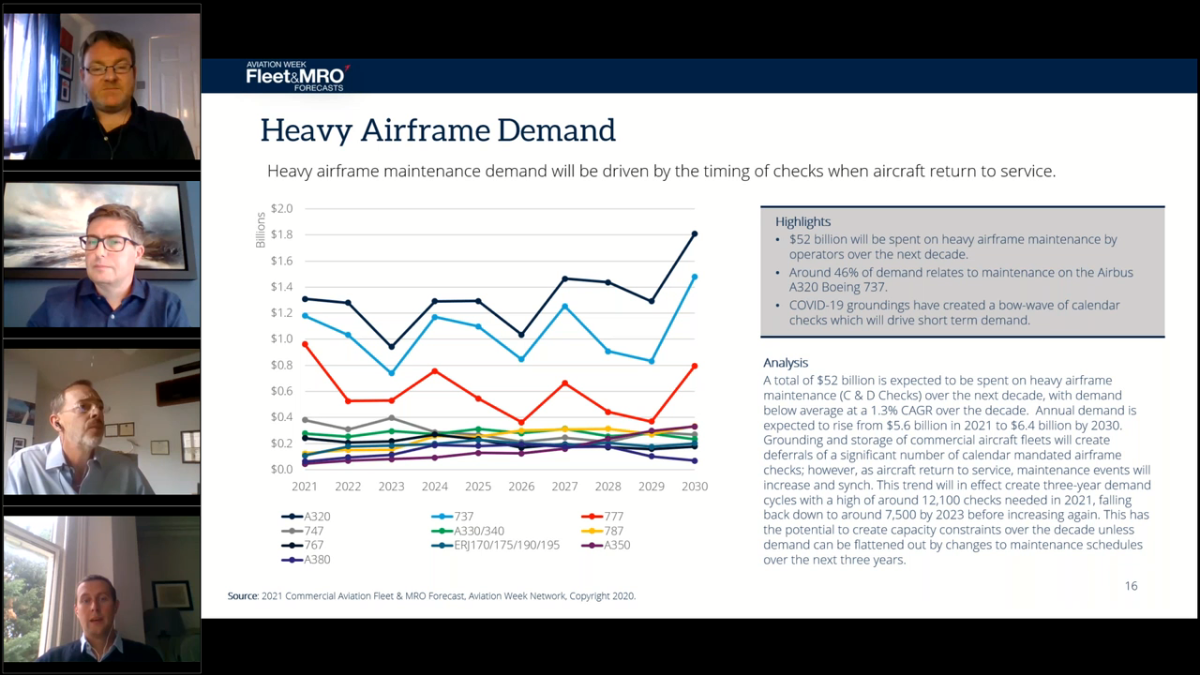 AVIATION WEEK
Fleet&MRO
FORECASTS
Heavy Airframe Demand
Heavy airframe maintenance demand will be driven by the timing of checks when aircraft return to service.
Billions
$2.0
$1.8
$1.6
$1.4
$1.2
$1.0
$0.8
$0.6
$0.4
$0.2
$0.0
2021 2022 2023 2024 2025 2026 2027 2028 2029 2030
A320 737 777
747 A330/340 787
767 ERJ170/175/190/195 A350
A380
Highlights
• $52 billion will be spent on heavy airframe maintenance by
operators over the next decade.
• Around 46% of demand relates to maintenance on the Airbus
A320 Boeing 737.
• COVID-19 groundings have created a bow-wave of calendar
checks which will drive short term demand.
Analysis
A total of $52 billion is expected to be spent on heavy airframe
maintenance (C & D Checks) over the next decade, with demand
below average at a 1.3% CAGR over the decade. Annual demand is
expected to rise from $5.6 billion in 2021 to $6.4 billion by 2030.
Grounding and storage of commercial aircraft fleets will create
deferrals of a significant number of calendar mandated airframe
checks; however, as aircraft return to service, maintenance events will
increase and synch. This trend will in effect create three-year demand
cycles with a high of around 12,100 checks needed in 2021, falling
back down to around 7,500 by 2023 before increasing again. This has
the potential to create capacity constraints over the decade unless
demand can be flattened out by changes to maintenance schedules
over the next three years.
16
Source: 2021 Commercial Aviation Fleet & MRO Forecast, Aviation Week Network, Copyright 2020.